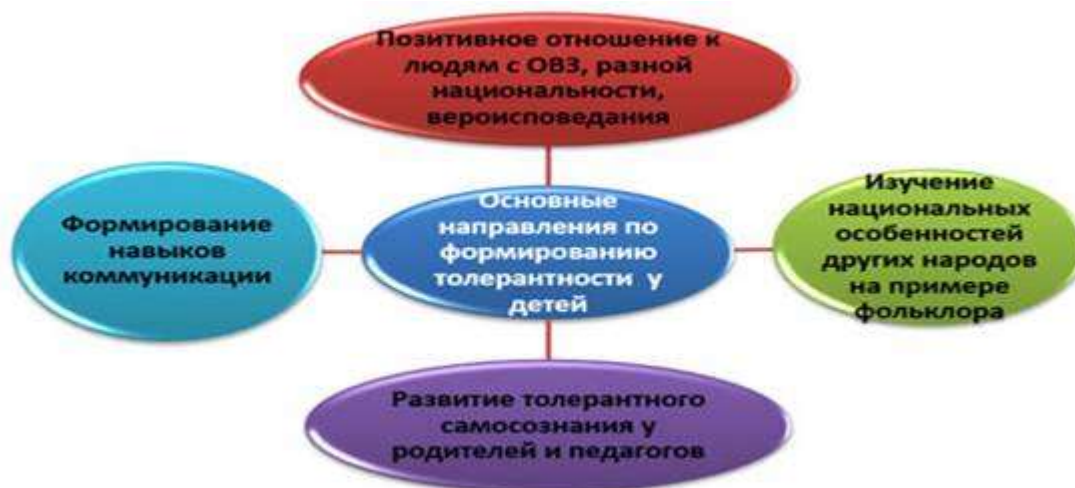 Позитивное отношение к
людям с ОВЗ, разной
национальности,
вероисповедания
Формирование
навыков
коммуникации
Основные
направления по
формированию
толерантности у
детей
Изучение
национальных
особенностей
других народов
на примере
фольклора
Развитие толерантного
самосознания у
родителей и педагогов